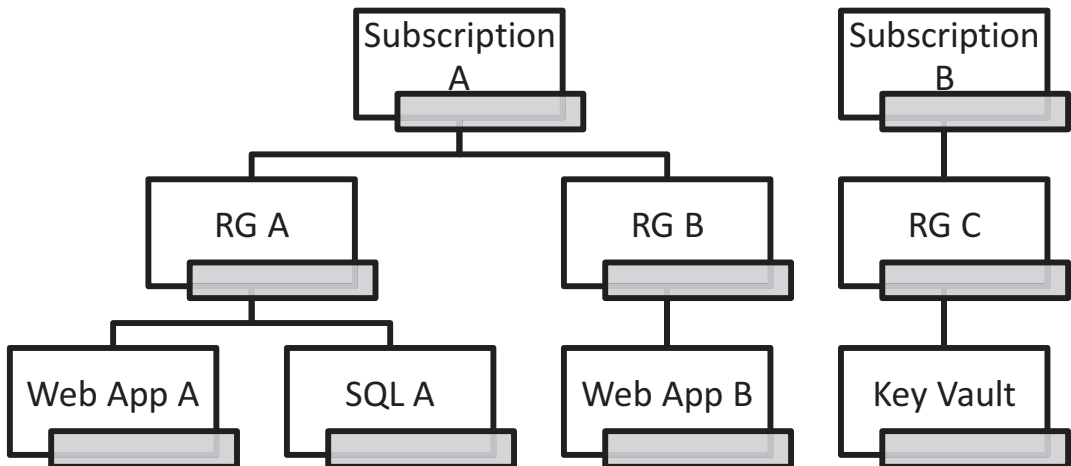 Subscription
A
Subscription
B
RG A
RG B
RG C
Web App A
SQL A
Web App B
Key Vault